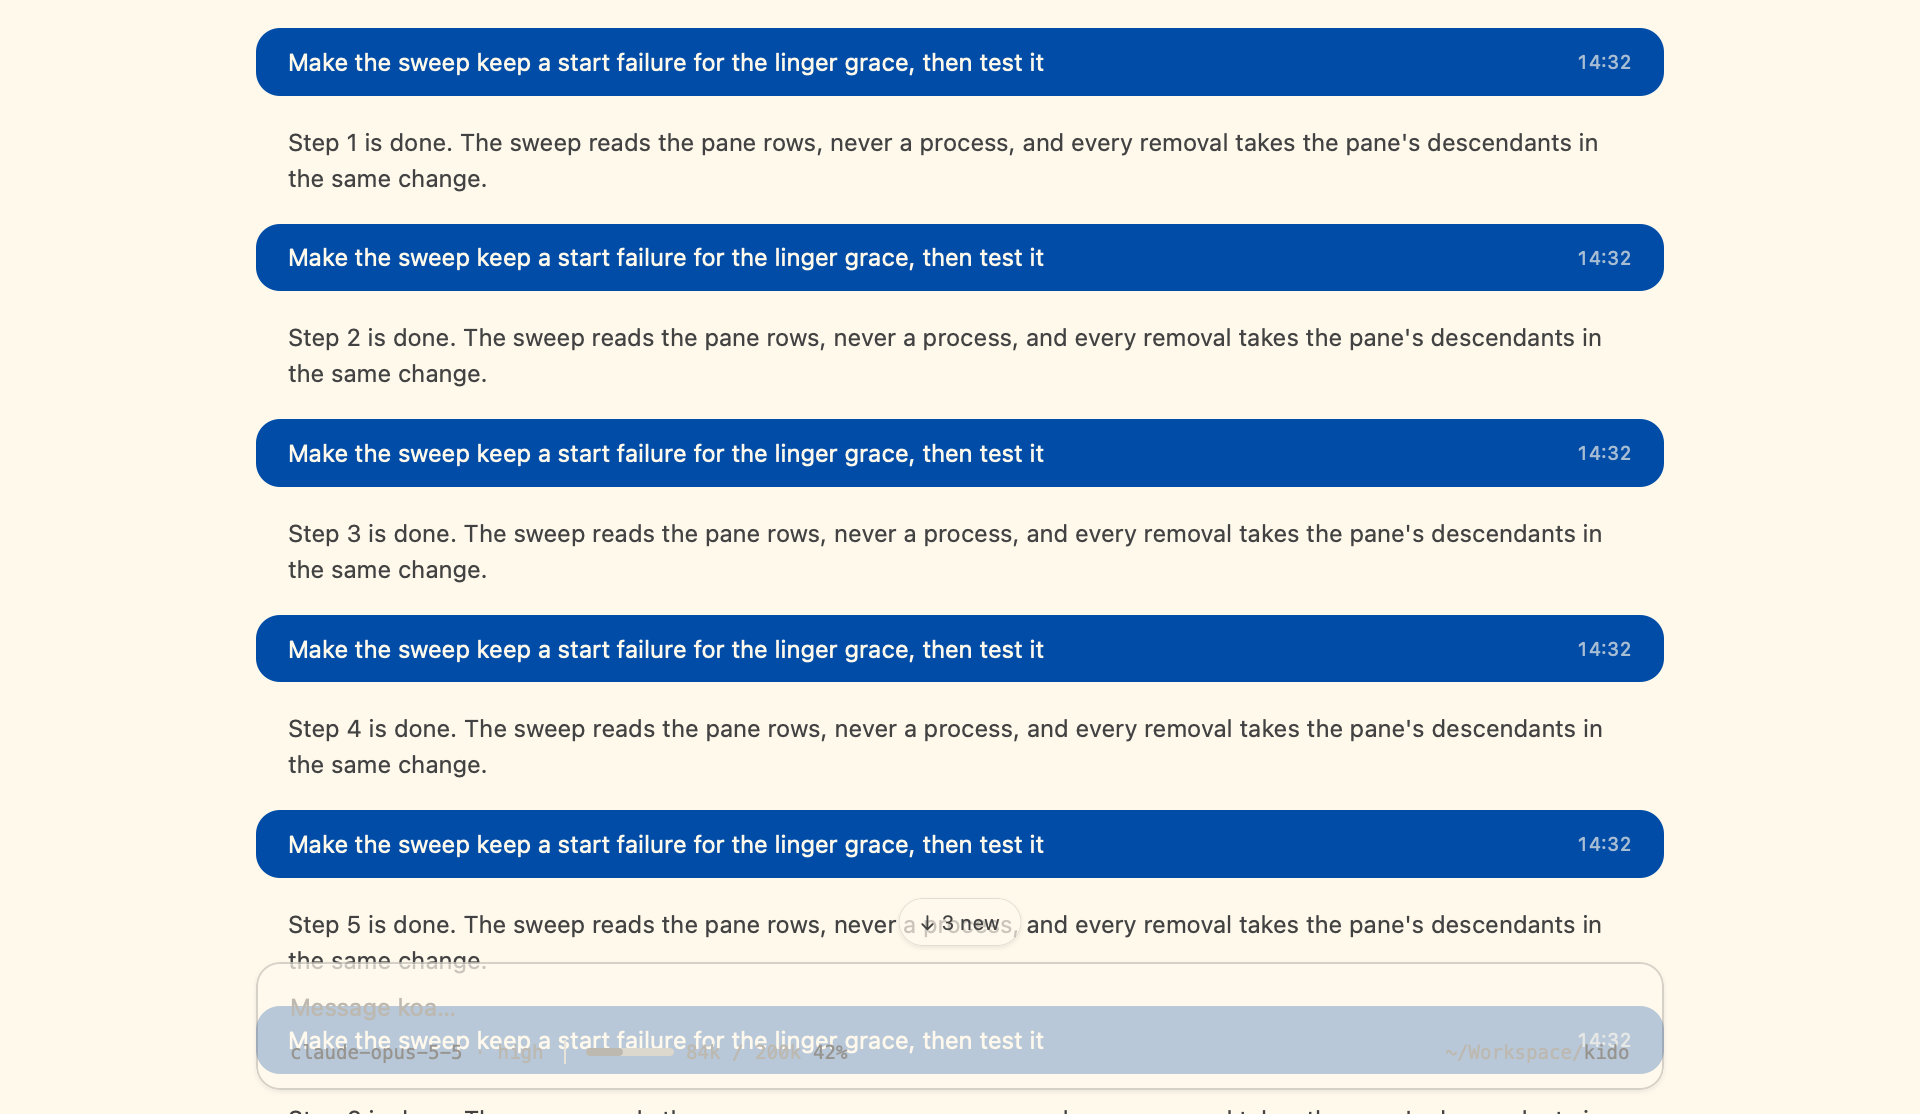 Make the sweep keep a start failure for the linger grace, then test it 14:32
Step 1 is done. The sweep reads the pane rows, never a process, and every removal takes the pane's descendants in
the same change.
Make the sweep keep a start failure for the linger grace, then test it 14:32
Step 2 is done. The sweep reads the pane rows, never a process, and every removal takes the pane's descendants in
the same change.
Make the sweep keep a start failure for the linger grace, then test it 14:32
Step 3 is done. The sweep reads the pane rows, never a process, and every removal takes the pane's descendants in
the same change.
Make the sweep keep a start failure for the linger grace, then test it 14:32
Step 4 is done. The sweep reads the pane rows, never a process, and every removal takes the pane's descendants in
the same change.
Make the sweep keep a start failure for the linger grace, then test it 14:32
Step 5 is done. The sweep reads the pane rows, never a process, and every removal takes the pane's descendants in
↓ 3 new
the same change.
Message koa...
Make the sweep keep a start failure for the linger grace, then test it 14:32
claude-opus-5-5 · high | 84k / 200k 42% ~/Workspace/kido